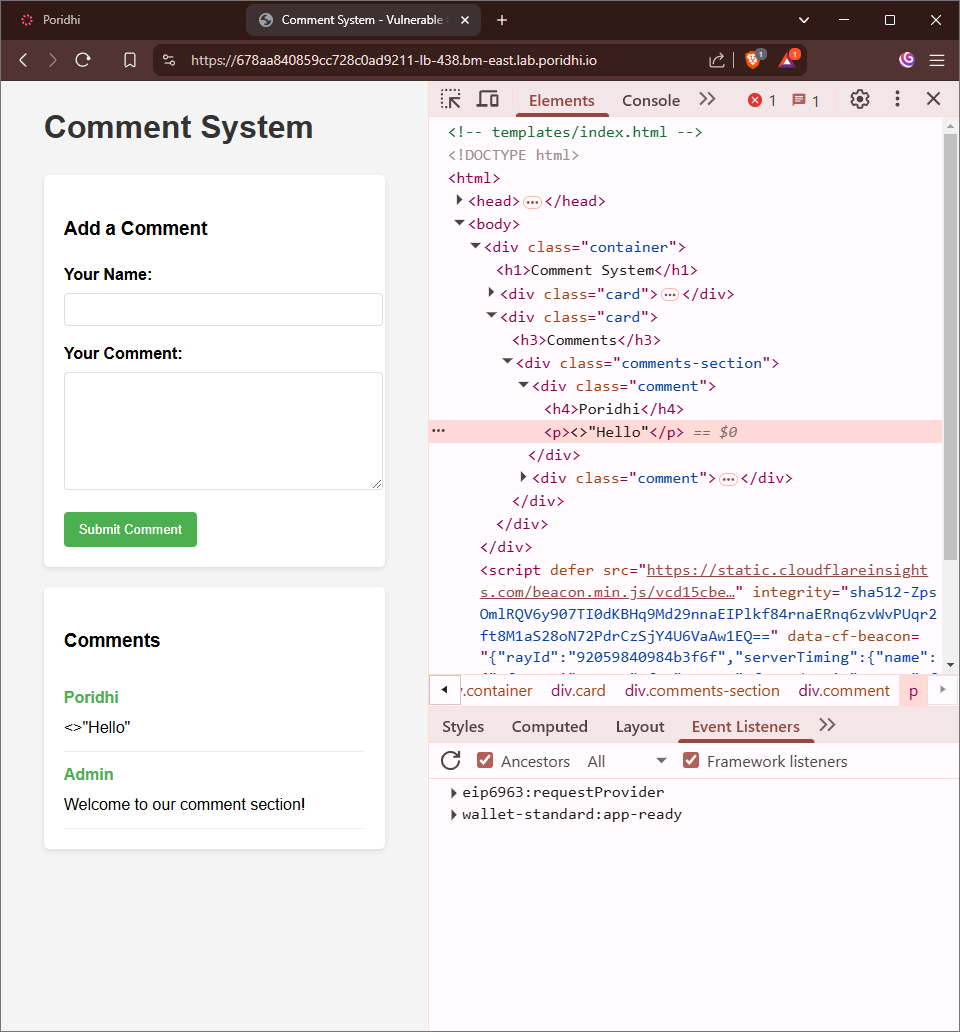 Poridhi
Comment System - Vulnerable
https://678aa840859cc728c0ad9211-lb-438.bm-east.lab.poridhi.io
1
1
Comment System
Add a Comment
Your Name:
Your Comment:
Submit Comment
Comments
Poridhi
<>"Hello"
Admin
Welcome to our comment section!
Elements
Console
1
1
<!-- templates/index.html -->
<!DOCTYPE html>
<html>
<head>…</head>
<body>
<div class="container">
<h1>Comment System</h1>
<div class="card">…</div>
<div class="card">
<h3>Comments</h3>
<div class="comments-section">
<div class="comment">
<h4>Poridhi</h4>
<p><>"Hello"</p> == $0
</div>
<div class="comment">…</div>
</div>
</div>
</div>
<script defer src="https://static.cloudflareinsight
s.com/beacon.min.js/vcd15cbe…" integrity="sha512-Zps
OmlRQV6y907TI0dKBHq9Md29nnaEIPlkf84rnaERnq6zvWvPUqr2
ft8M1aS28oN72PdrCzSjY4U6VaAw1EQ==" data-cf-beacon=
"{"rayId":"92059840984b3f6f","serverTiming":{"name":
.container
div.card
div.comments-section
div.comment
p
Styles
Computed
Layout
Event Listeners
Ancestors
All
Framework listeners
eip6963:requestProvider
wallet-standard:app-ready